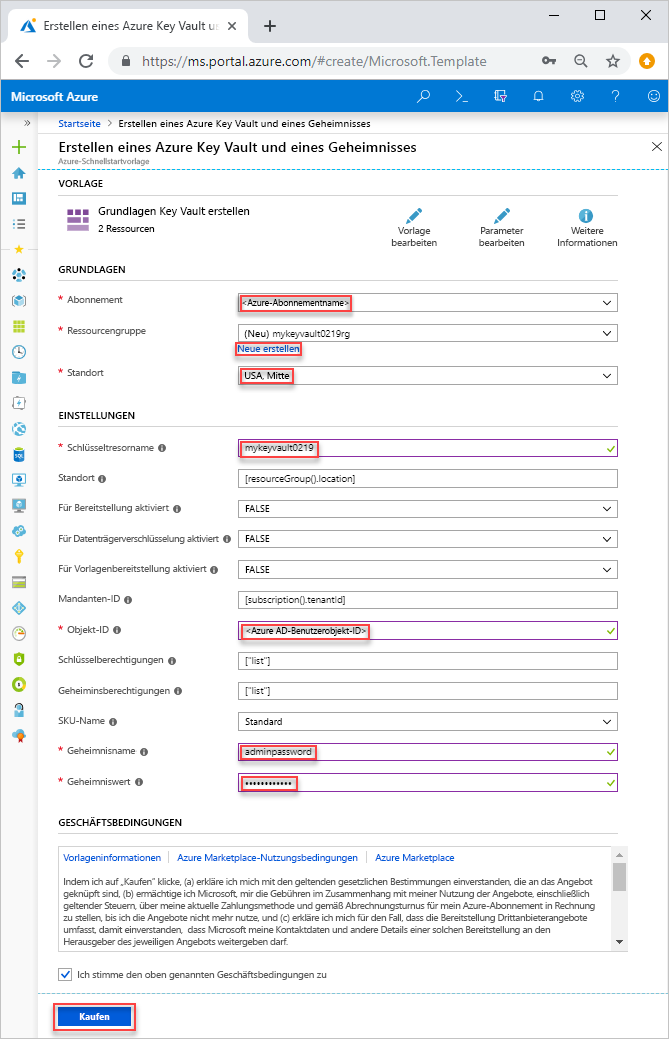 Erstellen eines Azure Key Vault und eines
https://ms.portal.azure.com/#create/Microsoft.Template
Microsoft Azure
Startseite > Erstellen eines Azure Key Vault und eines Geheimnisses
Erstellen eines Azure Key Vault und eines Geheimnisses
Azure-Schnellstartvorlage
VORLAGE
Grundlagen Key Vault erstellen
2 Ressourcen
Vorlage
bearbeiten
Parameter
bearbeiten
Weitere
Informationen
GRUNDLAGEN
* Abonnement
<Azure-Abonnementname>
* Ressourcengruppe
(Neu) mykeyvault0219rg
Neue erstellen
* Standort
USA, Mitte
EINSTELLUNGEN
* Schlüsseltresorname
mykeyvault0219
Standort
[resourceGroup().location]
Für Bereitstellung aktiviert
FALSE
Für Datenträgerverschlüsselung aktiviert
FALSE
Für Vorlagenbereitstellung aktiviert
FALSE
Mandanten-ID
[subscription().tenantId]
* Objekt-ID
<Azure AD-Benutzerobjekt-ID>
Schlüsselberechtigungen
["list"]
Geheiminsberechtigungen
["list"]
SKU-Name
Standard
* Geheimnisname
adminpassword
* Geheimniswert
••••••••••••
GESCHÄFTSBEDINGUNGEN
Vorlageninformationen | Azure Marketplace-Nutzungsbedingungen | Azure Marketplace
Indem ich auf „Kaufen" klicke, (a) erkläre ich mich mit den geltenden gesetzlichen Bestimmungen einverstanden, die an das Angebot
geknüpft sind, (b) ermächtige ich Microsoft, mir die Gebühren im Zusammenhang mit meiner Nutzung der Angebote, einschließlich
geltender Steuern, über meine aktuelle Zahlungsmethode und gemäß Abrechnungsturnus für mein Azure-Abonnement in Rechnung
zu stellen, bis ich die Angebote nicht mehr nutze, und (c) erkläre ich mich für den Fall, dass die Bereitstellung Drittanbieterangebote
umfasst, damit einverstanden, dass Microsoft meine Kontaktdaten und andere Details einer solchen Bereitstellung an den
Herausgeber des jeweiligen Angebots weitergeben darf.
Ich stimme den oben genannten Geschäftsbedingungen zu
Kaufen